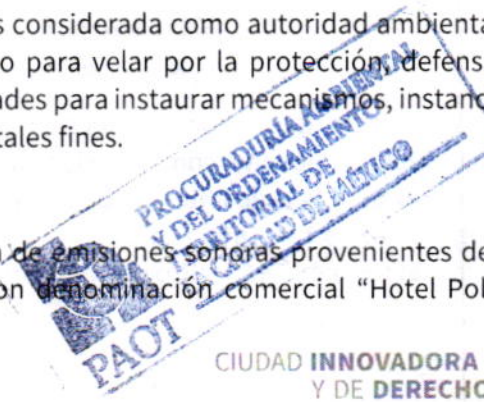 s considerada como autoridad ambienta
o para velar por la protección, defens
ades para instaurar mecanismos, instanc
tales fines.
PROCURADURÍA AMBIENTAL
Y DEL ORDENAMIENTO
TERRITORIAL DE
LA CIUDAD DE MÉXICO
PAOT
de emisiones sonoras provenientes de
on denominación comercial “Hotel Pol
CIUDAD INNOVADORA
Y DE DERECHO